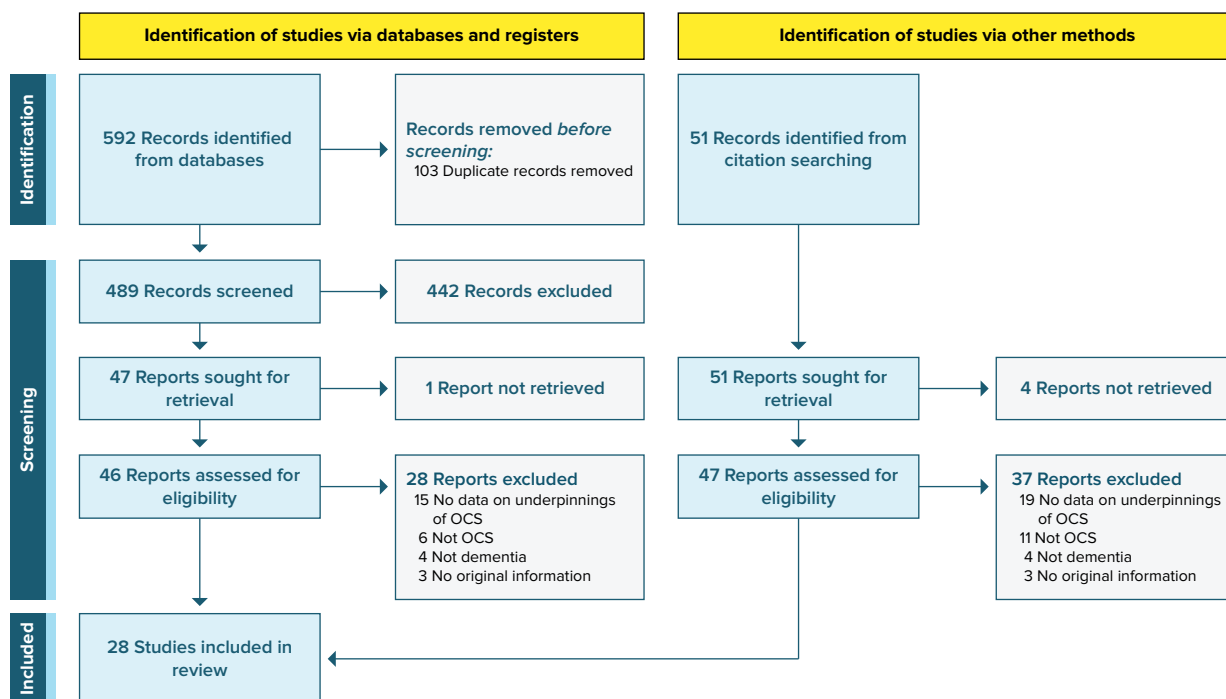 Identification of studies via databases and registers
Identification of studies via other methods
Identification
592 Records identified
from databases
Records removed before
screening:
103 Duplicate records removed
51 Records identified from
citation searching
Screening
489 Records screened
442 Records excluded
47 Reports sought for
retrieval
1 Report not retrieved
51 Reports sought for
retrieval
4 Reports not retrieved
46 Reports assessed for
eligibility
28 Reports excluded
15 No data on underpinnings
of OCS
6 Not OCS
4 Not dementia
3 No original information
47 Reports assessed for
eligibility
37 Reports excluded
19 No data on underpinnings
of OCS
11 Not OCS
4 Not dementia
3 No original information
Included
28 Studies included in
review